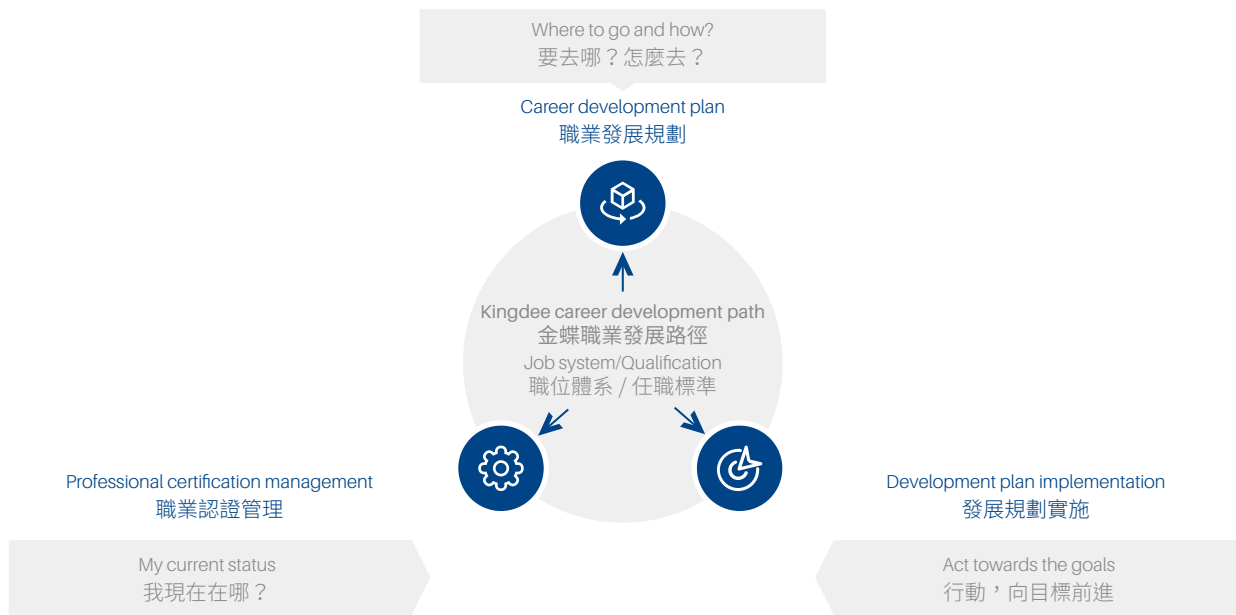 Where to go and how?
要去哪？怎麼去？
Career development plan
職業發展規劃
Kingdee career development path
金蝶職業發展路徑
Job system/Qualification
職位體系 / 任職標準
Professional certification management
職業認證管理
My current status
我現在在哪？
Development plan implementation
發展規劃實施
Act towards the goals
行動，向目標前進